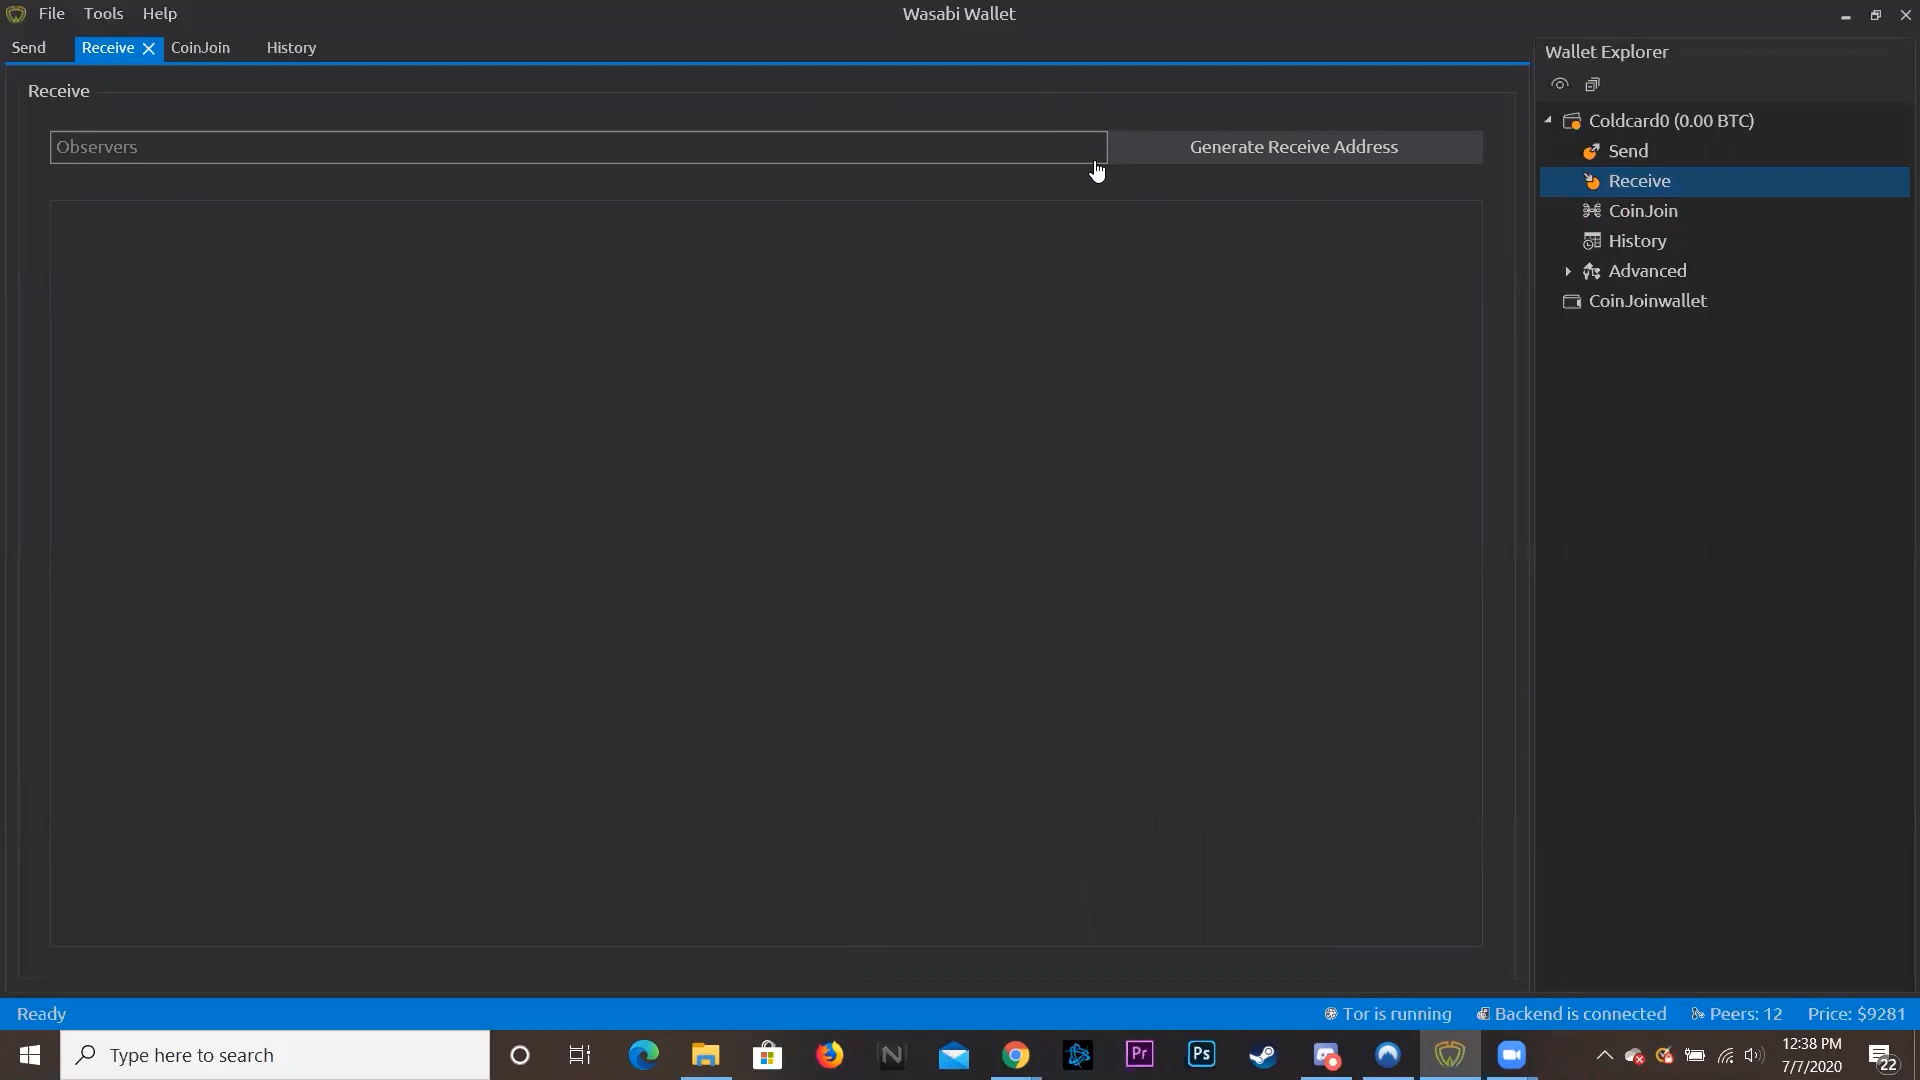 File Tools Help
Wasabi Wallet
Send Receive CoinJoin History
Wallet Explorer
Receive
Observers
Generate Receive Address
Coldcard0 (0.00 BTC)
Send
Receive
CoinJoin
History
Advanced
CoinJoinwallet
Ready
Tor is running Backend is connected Peers: 12 Price: $9281
Type here to search
N
Pr
Ps
12:38 PM
7/7/2020
22